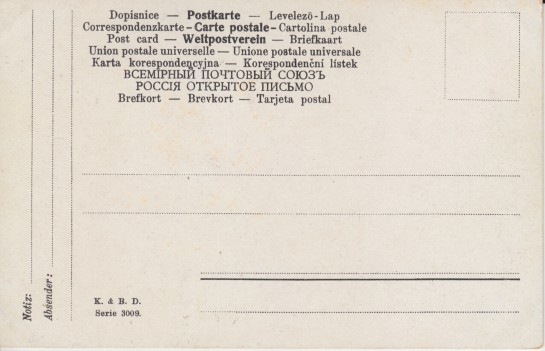 Dopisnice — Postkarte — Levelező-Lap
Correspondenzkarte – Carte postale – Cartolina postale
Post card — Weltpostverein — Briefkaart
Union postale universelle — Unione postale universale
Karta korespondencyjna — Korespondenční lístek
ВСЕМІРНЫЙ ПОЧТОВЫЙ СОЮЗЪ
РОССІЯ ОТКРЫТОЕ ПИСЬМО
Brefkort — Brevkort — Tarjeta postal
Notiz:
Absender:
K. & B. D.
Serie 3009.